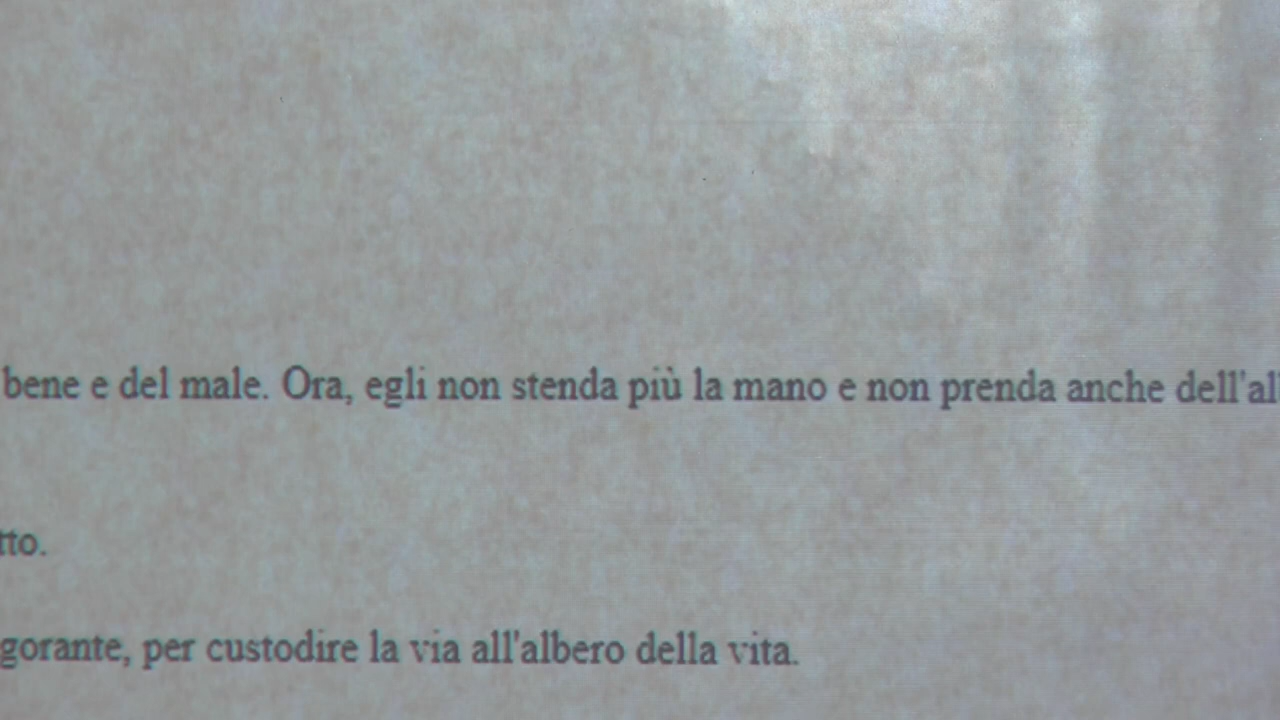 bene e del male. Ora, egli non stenda più la mano e non prenda anche dell'al
tto.
gorante, per custodire la via all'albero della vita.